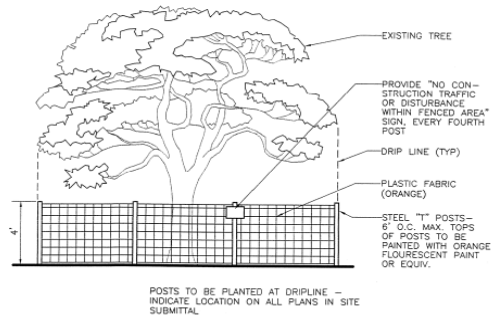 EXISTING TREE
PROVIDE "NO CON-
STRUCTION TRAFFIC
OR DISTURBANCE
WITHIN FENCED AREA"
SIGN, EVERY FOURTH
POST
DRIP LINE (TYP)
PLASTIC FABRIC
(ORANGE)
STEEL "T" POSTS-
6' O.C. MAX. TOPS
OF POSTS TO BE
PAINTED WITH ORANGE
FLOURESCENT PAINT
OR EQUIV.
4'
POSTS TO BE PLANTED AT DRIPLINE -
INDICATE LOCATION ON ALL PLANS IN SITE
SUBMITTAL